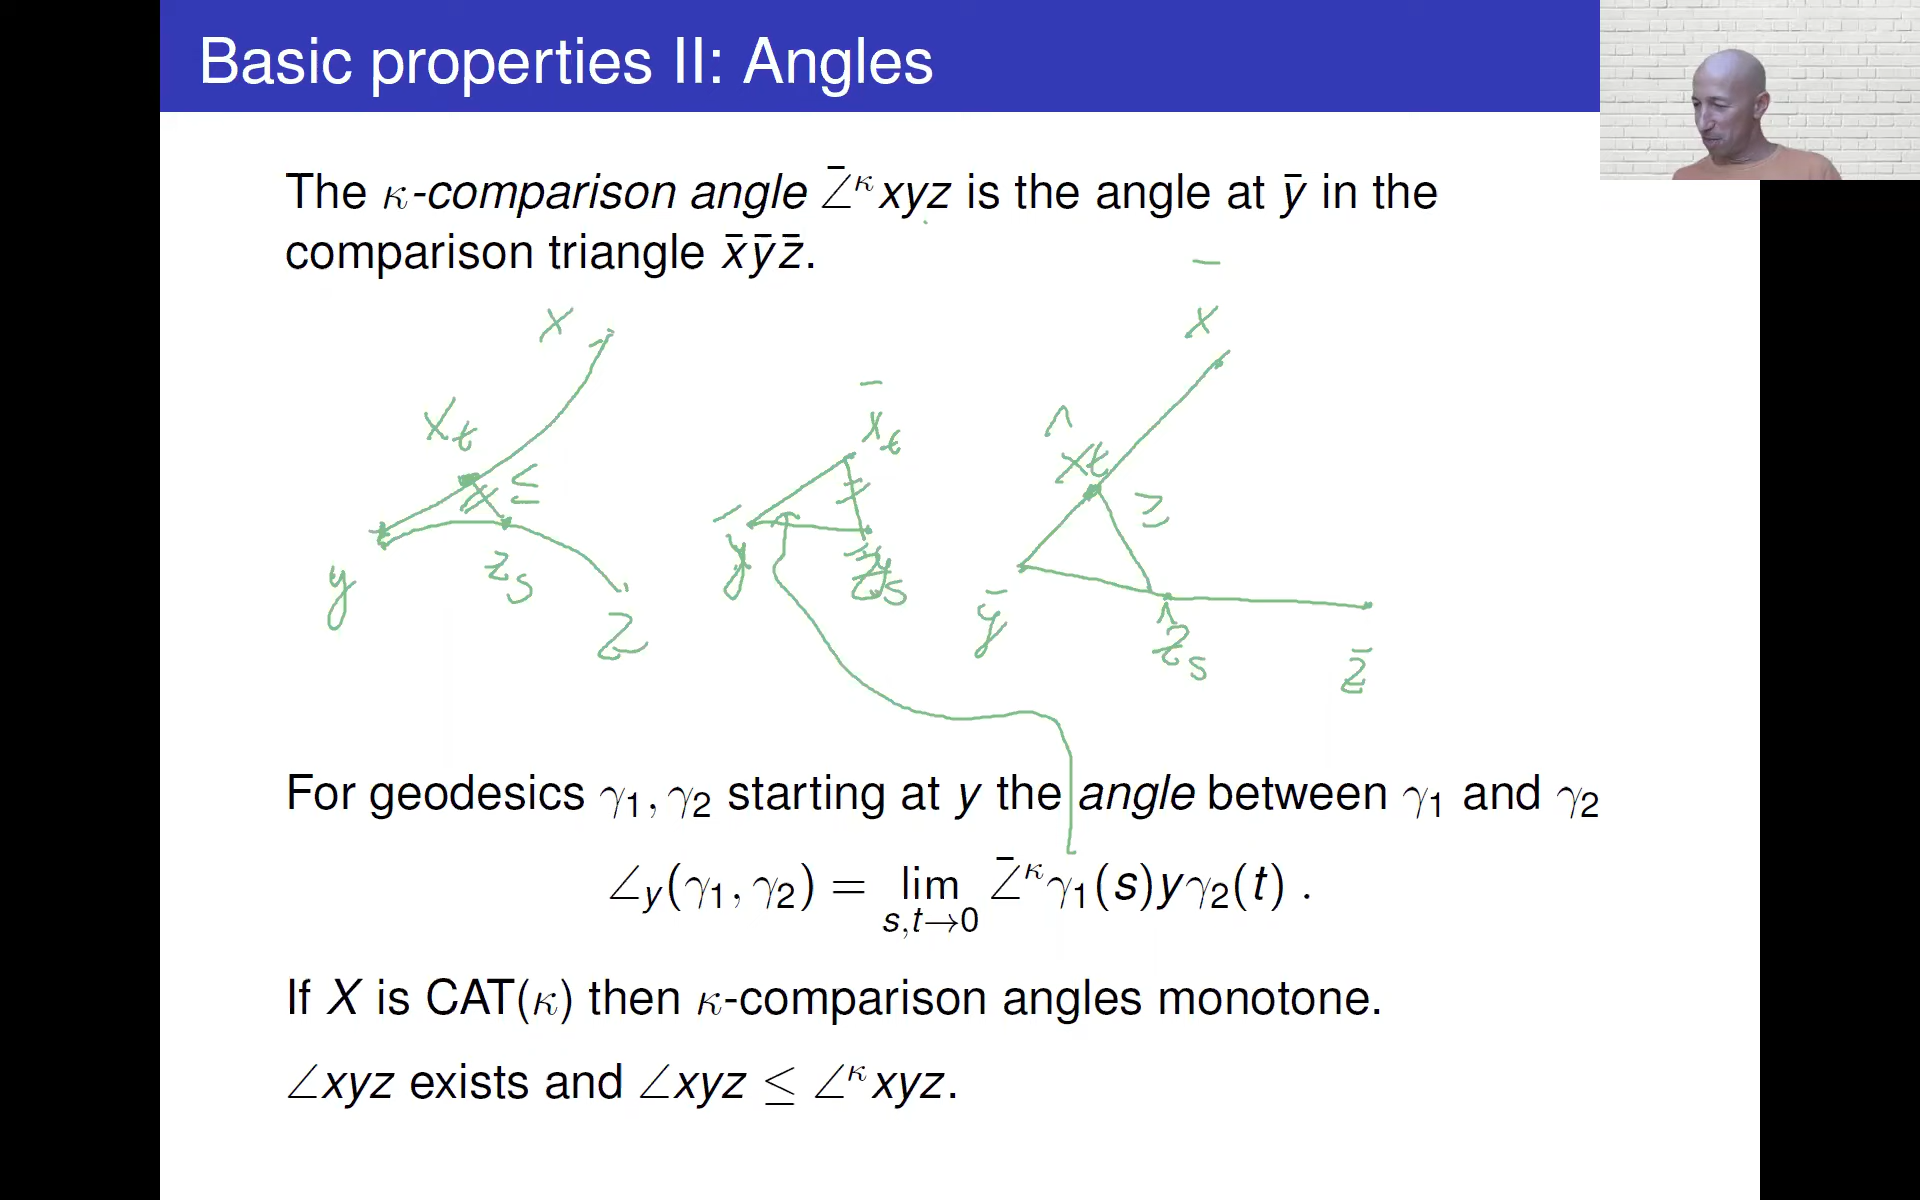 Basic properties II: Angles
The κ-comparison angle ∠̄^κ xyz is the angle at ȳ in the
comparison triangle x̄ȳz̄.
x
x_t
≤
y
z_s
z
x̄_t
ȳ
z̄_s
x̄
x̂_t
≥
ȳ
ẑ_s
z̄
For geodesics γ₁, γ₂ starting at y the angle between γ₁ and γ₂
∠_y(γ₁, γ₂) = lim_{s,t→0} ∠̄^κ γ₁(s)yγ₂(t) .
If X is CAT(κ) then κ-comparison angles monotone.
∠xyz exists and ∠xyz ≤ ∠^κ xyz.